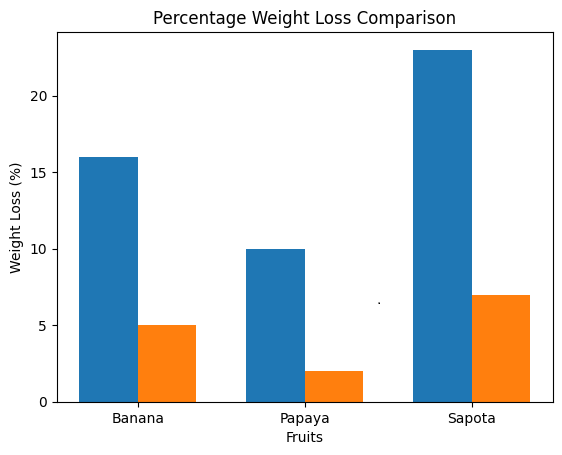 Percentage Weight Loss Comparison
Weight Loss (%)
20
15
10
5
0
.
Banana Papaya Sapota
Fruits